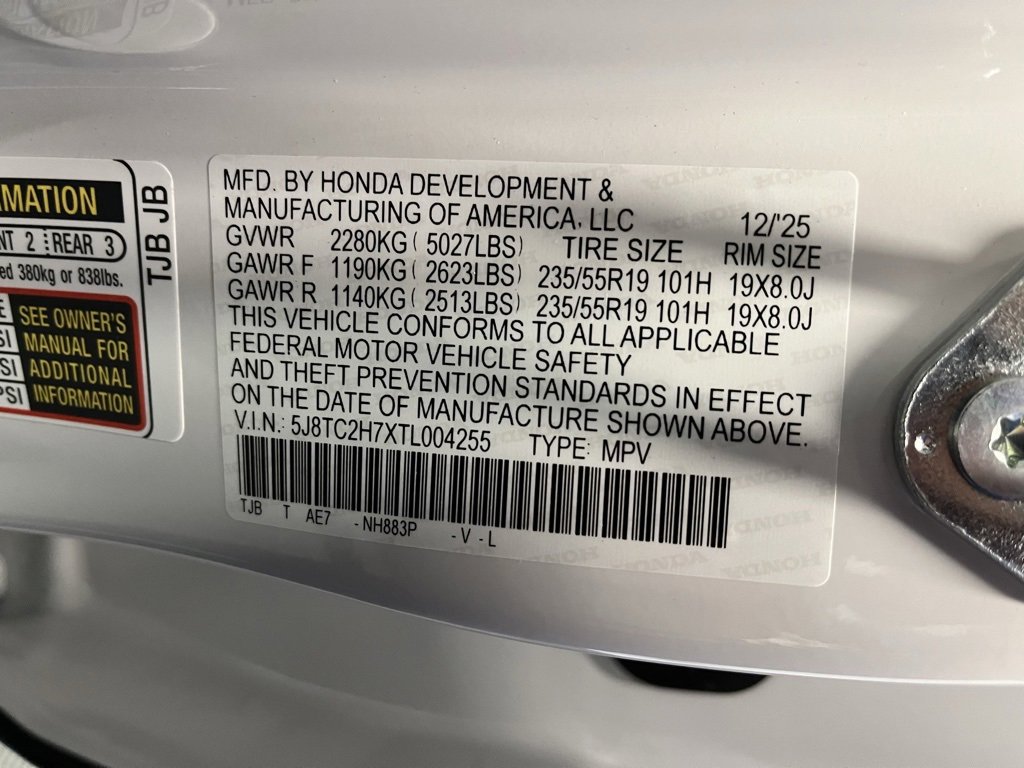 RMATION
NT 2 REAR 3
ed 380kg or 838lbs.
SEE OWNER'S
MANUAL FOR
ADDITIONAL
INFORMATION
PSI
TJB JB
MFD. BY HONDA DEVELOPMENT &
MANUFACTURING OF AMERICA, LLC 12/'25
GVWR 2280KG ( 5027LBS) TIRE SIZE RIM SIZE
GAWR F 1190KG ( 2623LBS) 235/55R19 101H 19X8.0J
GAWR R 1140KG ( 2513LBS) 235/55R19 101H 19X8.0J
THIS VEHICLE CONFORMS TO ALL APPLICABLE
FEDERAL MOTOR VEHICLE SAFETY
AND THEFT PREVENTION STANDARDS IN EFFECT
ON THE DATE OF MANUFACTURE SHOWN ABOVE.
V.I.N.: 5J8TC2H7XTL004255 TYPE: MPV
TJB T AE7 -NH883P -V -L